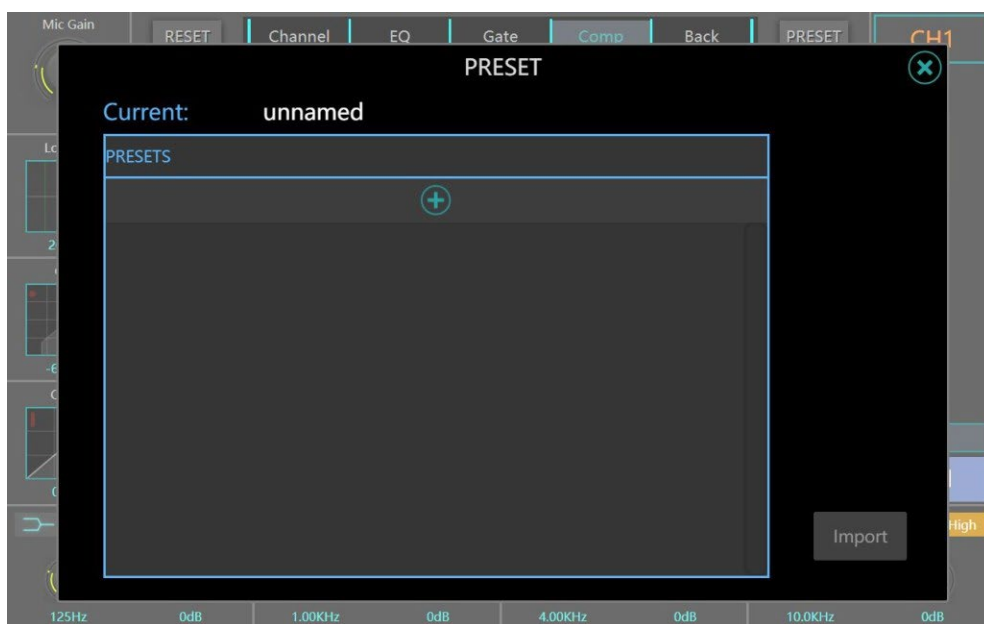 Mic Gain
RESET
Channel
EQ
Gate
Comp
Back
PRESET
CH1
PRESET
Current: unnamed
PRESETS
Import
High
125Hz
0dB
1.00KHz
0dB
4.00KHz
0dB
10.0KHz
0dB